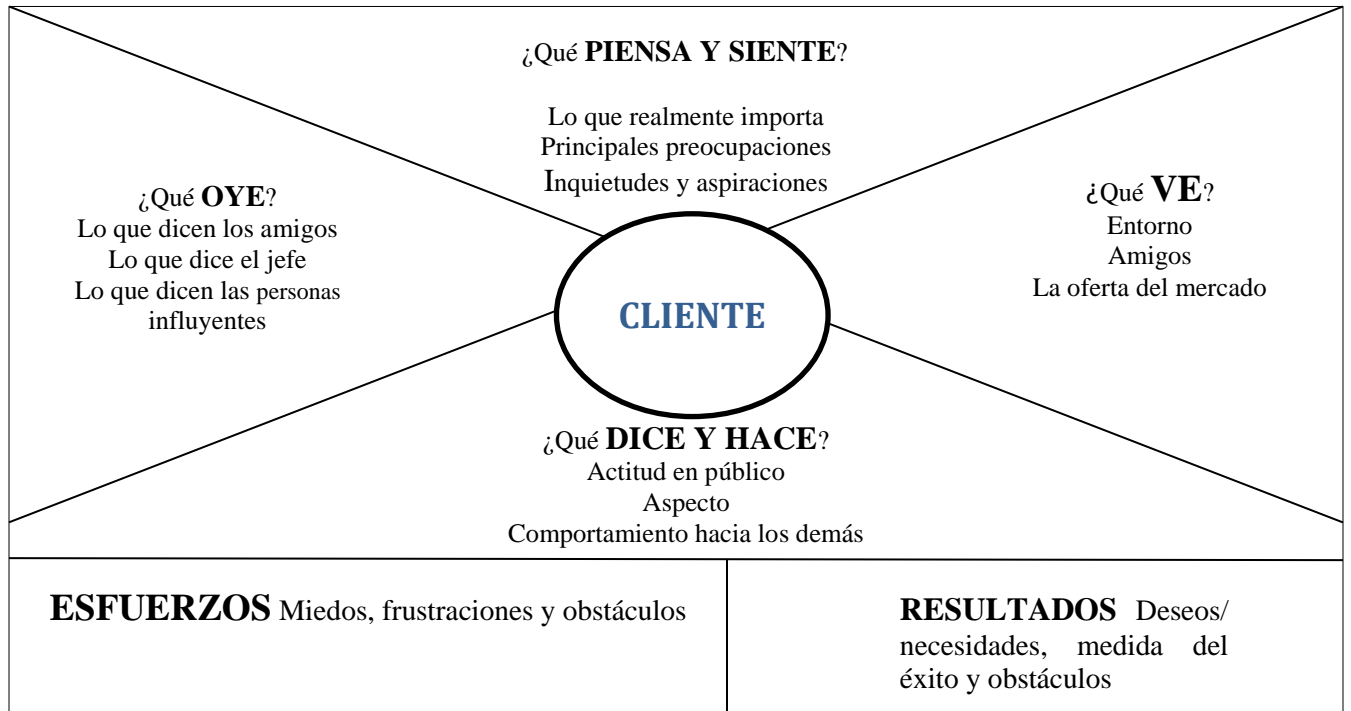 ¿Qué PIENSA Y SIENTE?
Lo que realmente importa
Principales preocupaciones
Inquietudes y aspiraciones
¿Qué OYE?
Lo que dicen los amigos
Lo que dice el jefe
Lo que dicen las personas
influyentes
¿Qué VE?
Entorno
Amigos
La oferta del mercado
CLIENTE
¿Qué DICE Y HACE?
Actitud en público
Aspecto
Comportamiento hacia los demás
ESFUERZOS Miedos, frustraciones y obstáculos
RESULTADOS Deseos/
necesidades, medida del
éxito y obstáculos